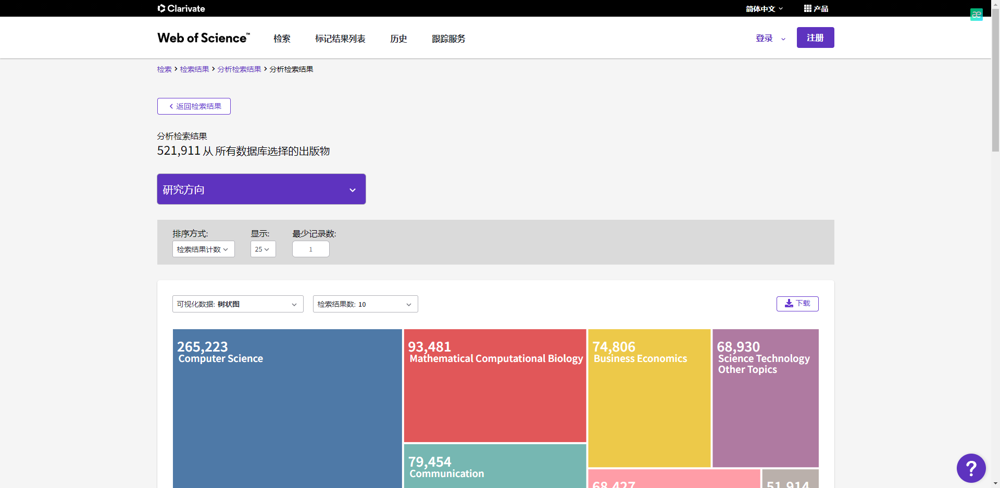 Clarivate
简体中文
产品
æ
Web of Science™
检索
标记结果列表
历史
跟踪服务
登录
注册
检索 > 检索结果 > 分析检索结果 > 分析检索结果
返回检索结果
分析检索结果
521,911 从 所有数据库选择的出版物
研究方向
排序方式:
显示:
最少记录数:
检索结果计数
25
1
可视化数据: 树状图
检索结果数: 10
下载
265,223
Computer Science
93,481
Mathematical Computational Biology
74,806
Business Economics
68,930
Science Technology
Other Topics
79,454
Communication
68,427
51,914
?